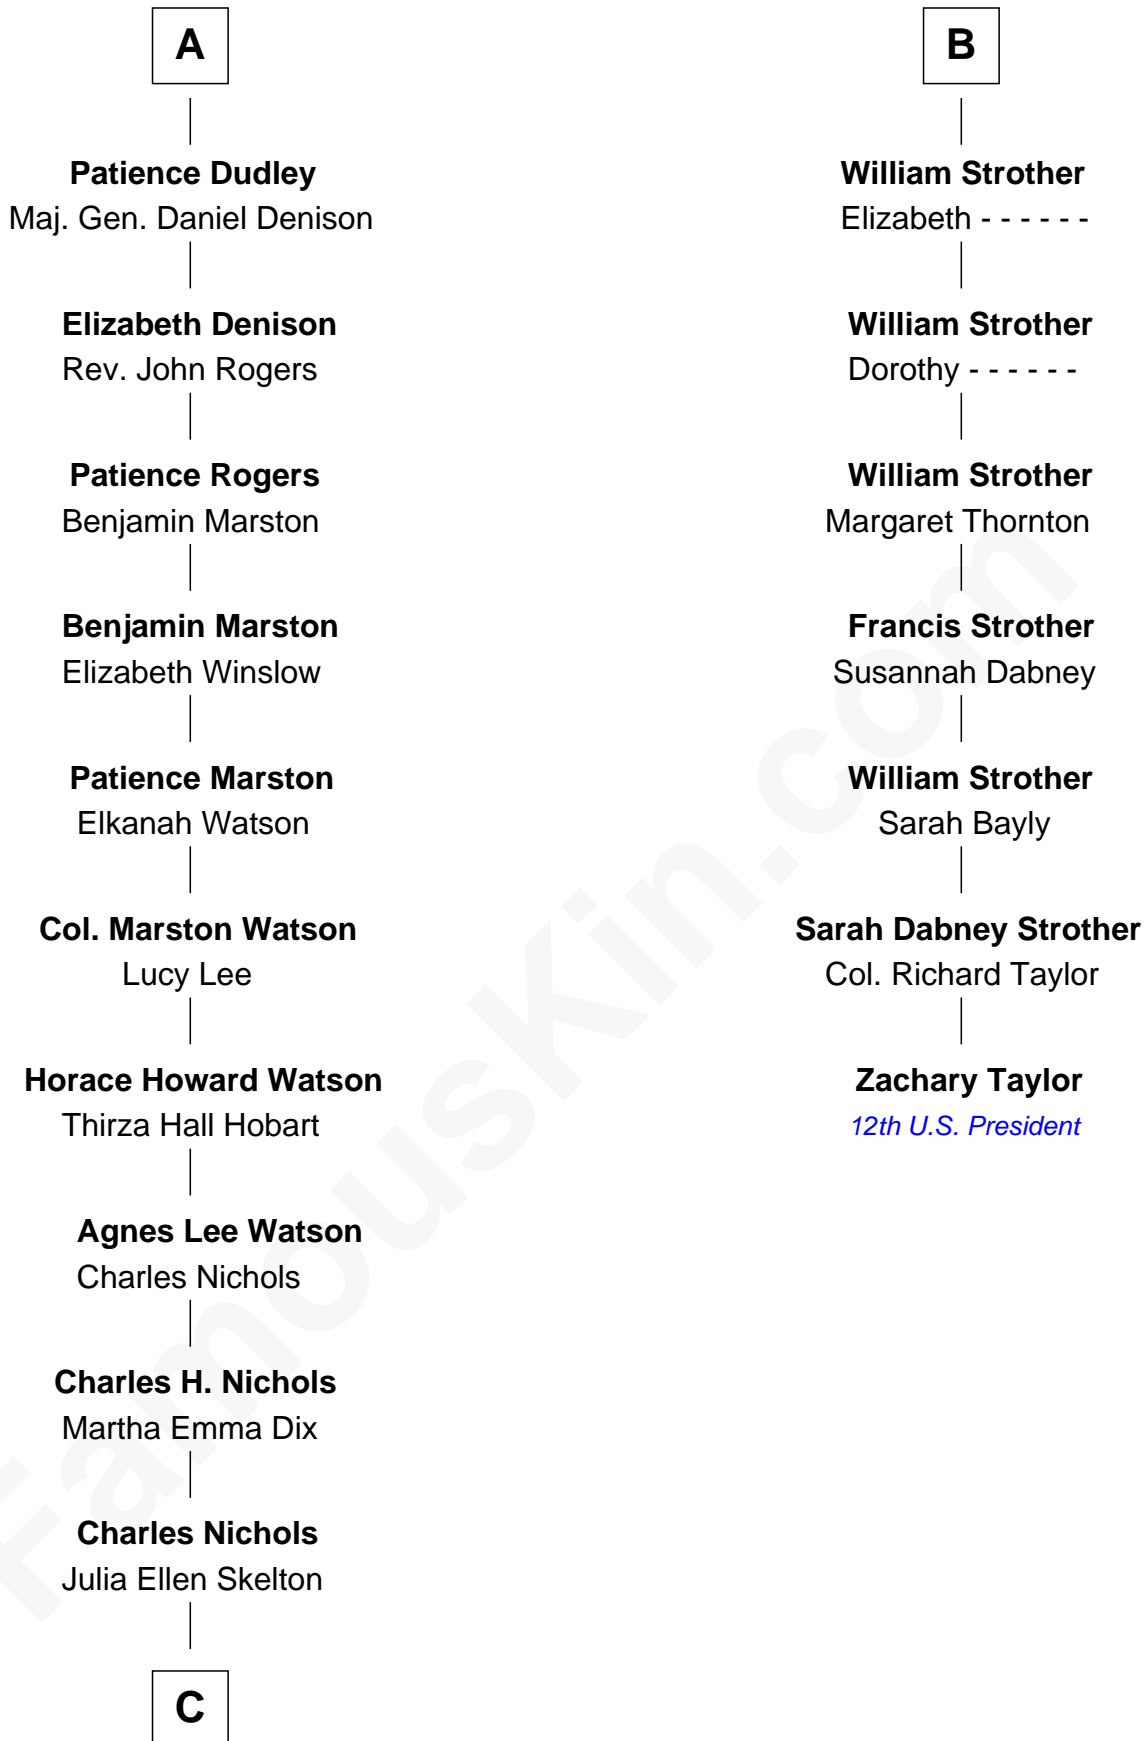 A
Patience Dudley
Maj. Gen. Daniel Denison
Elizabeth Denison
Rev. John Rogers
Patience Rogers
Benjamin Marston
Benjamin Marston
Elizabeth Winslow
Patience Marston
Elkanah Watson
Col. Marston Watson
Lucy Lee
Horace Howard Watson
Thirza Hall Hobart
Agnes Lee Watson
Charles Nichols
Charles H. Nichols
Martha Emma Dix
Charles Nichols
Julia Ellen Skelton
C
B
William Strother
Elizabeth - - - - - -
William Strother
Dorothy - - - - - -
William Strother
Margaret Thornton
Francis Strother
Susannah Dabney
William Strother
Sarah Bayly
Sarah Dabney Strother
Col. Richard Taylor
Zachary Taylor
12th U.S. President
FamousKin.com